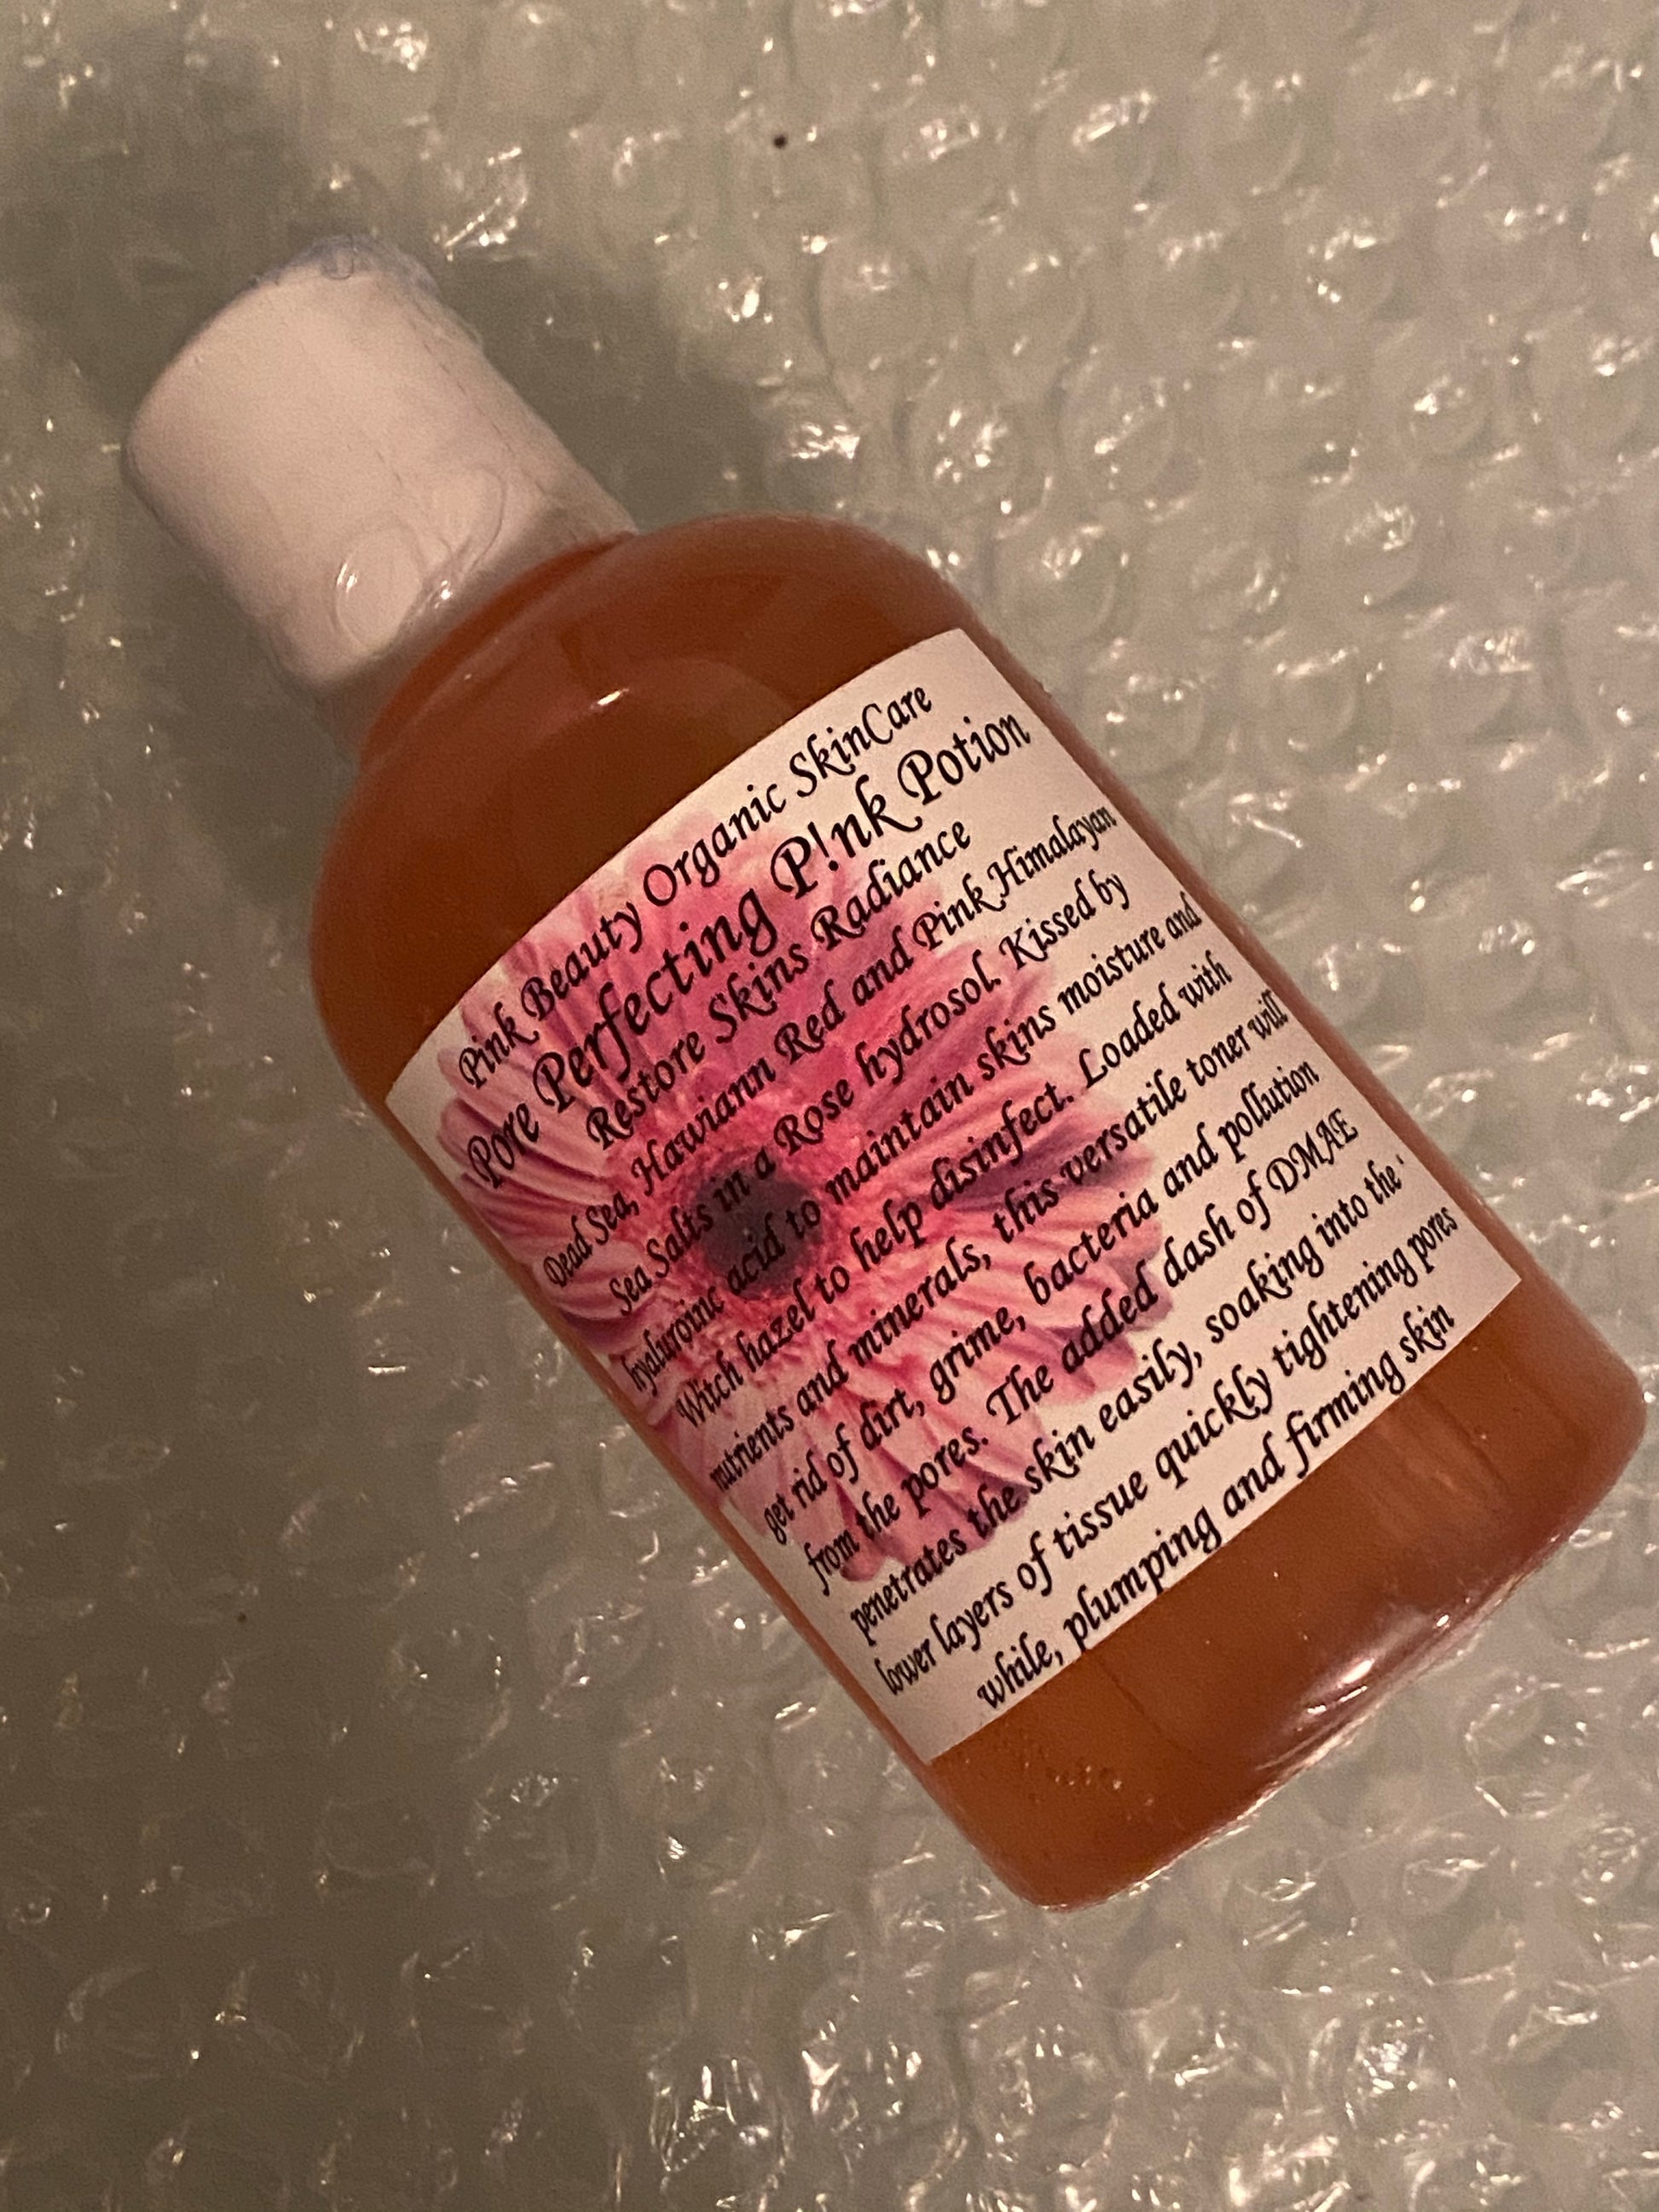 Pink Beauty Organic SkinCare
Pore Perfecting P!nk Potion
Restore Skins Radiance
Dead Sea, Hawiiann Red and Pink Himalayan
Sea Salts in a Rose hydrosol. Kissed by
hyaluroinc acid to maintain skins moisture and
Witch hazel to help disinfect. Loaded with
nutrients and minerals, this versatile toner will
get rid of dirt, grime, bacteria and pollution
from the pores. The added dash of DMAE
penetrates the skin easily, soaking into the
lower layers of tissue quickly tightening pores
while, plumping and firming skin